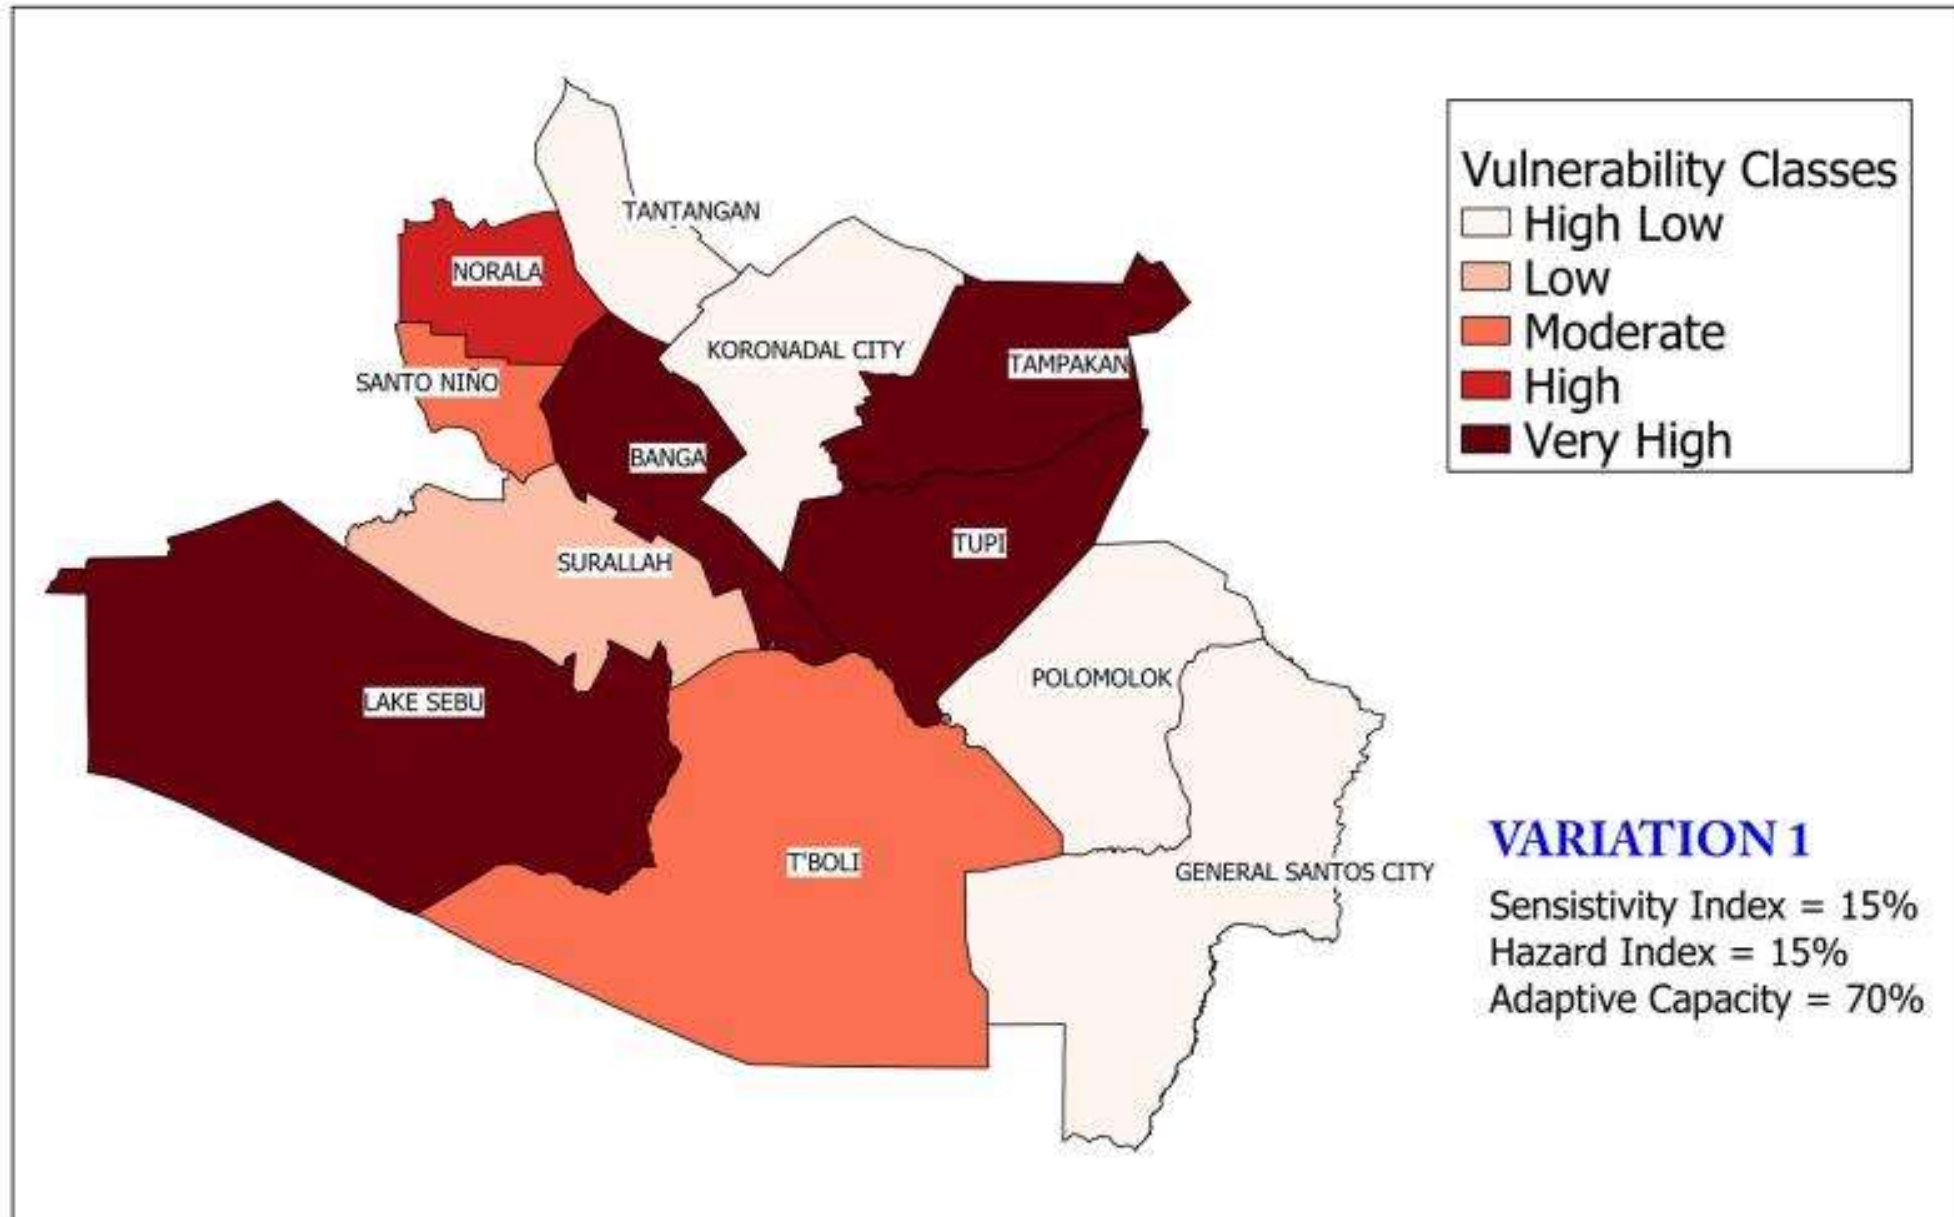 TANTANGAN
NORALA
KORONADAL CITY
TAMPAKAN
SANTO NIÑO
BANGA
TUPI
SURALLAH
POLOMOLOK
LAKE SEBU
T'BOLI
GENERAL SANTOS CITY
Vulnerability Classes
High Low
Low
Moderate
High
Very High
VARIATION 1
Sensistivity Index = 15%
Hazard Index = 15%
Adaptive Capacity = 70%